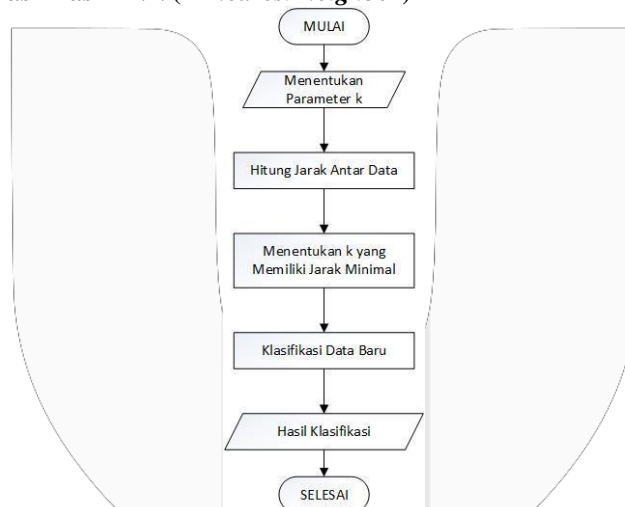 MULAI
Menentukan
Parameter k
Hitung Jarak Antar Data
Menentukan k yang
Memiliki Jarak Minimal
Klasifikasi Data Baru
Hasil Klasifikasi
SELESAI